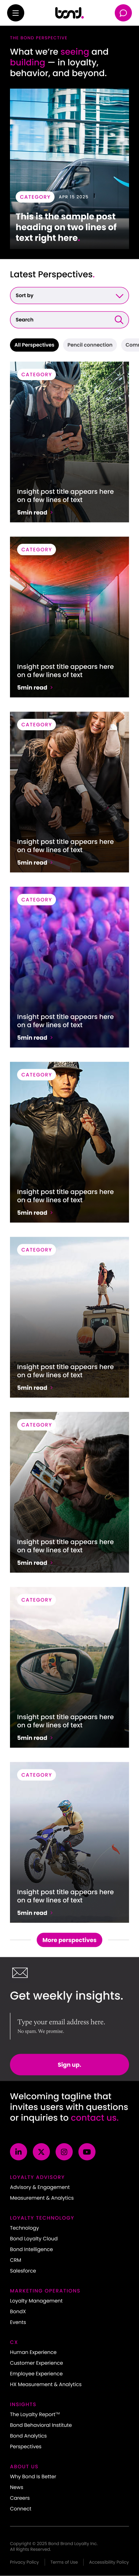 bond.
THE BOND PERSPECTIVE
What we're seeing and
building — in loyalty,
behavior, and beyond.
CATEGORY
APR 15 2025
This is the sample post
heading on two lines of
text right here.
Latest Perspectives.
Sort by
Search
All Perspectives
Pencil connection
CATEGORY
Insight post title appears here
on a few lines of text
5min read
CATEGORY
Insight post title appears here
on a few lines of text
5min read
CATEGORY
Insight post title appears here
on a few lines of text
5min read
CATEGORY
Insight post title appears here
on a few lines of text
5min read
CATEGORY
Insight post title appears here
on a few lines of text
5min read
CATEGORY
Insight post title appears here
on a few lines of text
5min read
CATEGORY
Insight post title appears here
on a few lines of text
5min read
CATEGORY
Insight post title appears here
on a few lines of text
5min read
CATEGORY
Insight post title appears here
on a few lines of text
5min read
More perspectives
Get weekly insights.
Type your email address here.
No spam. We promise.
Sign up.
Welcoming tagline that
invites users with questions
or inquiries to contact us.
LOYALTY ADVISORY
Advisory & Engagement
Measurement & Analytics
LOYALTY TECHNOLOGY
Technology
Bond Loyalty Cloud
Bond Intelligence
CRM
Salesforce
MARKETING OPERATIONS
Loyalty Management
BondX
Events
CX
Human Experience
Customer Experience
Employee Experience
HX Measurement & Analytics
INSIGHTS
The Loyalty Report™
Bond Behavioral Institute
Bond Analytics
Perspectives
ABOUT US
Why Bond Is Better
News
Careers
Connect
Copyright © 2025 Bond Brand Loyalty Inc.
All Rights Reserved.
Privacy Policy
Terms of Use
Accessibility Policy